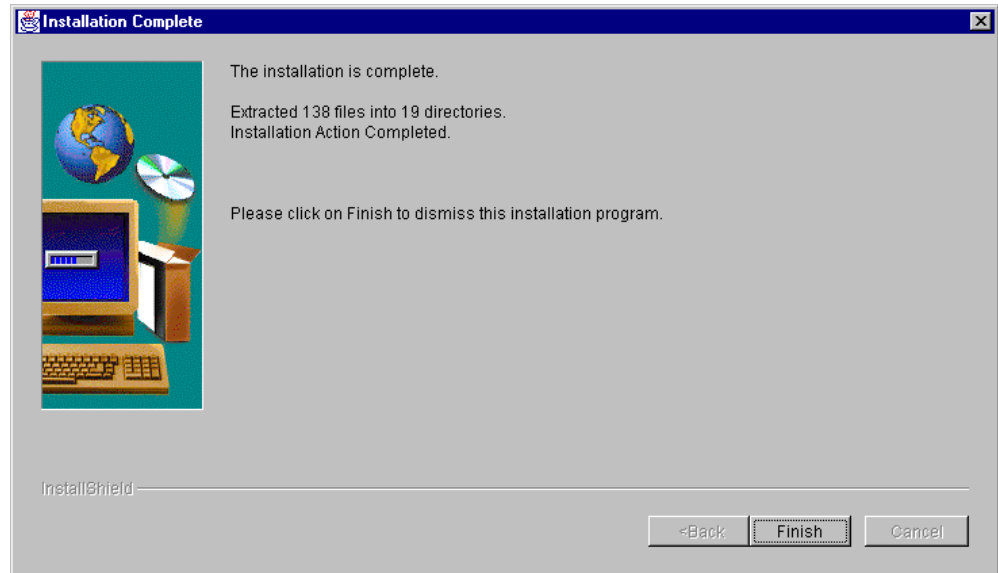 Installation Complete
The installation is complete.
Extracted 138 files into 19 directories.
Installation Action Completed.
Please click on Finish to dismiss this installation program.
InstallShield
<Back Finish Cancel